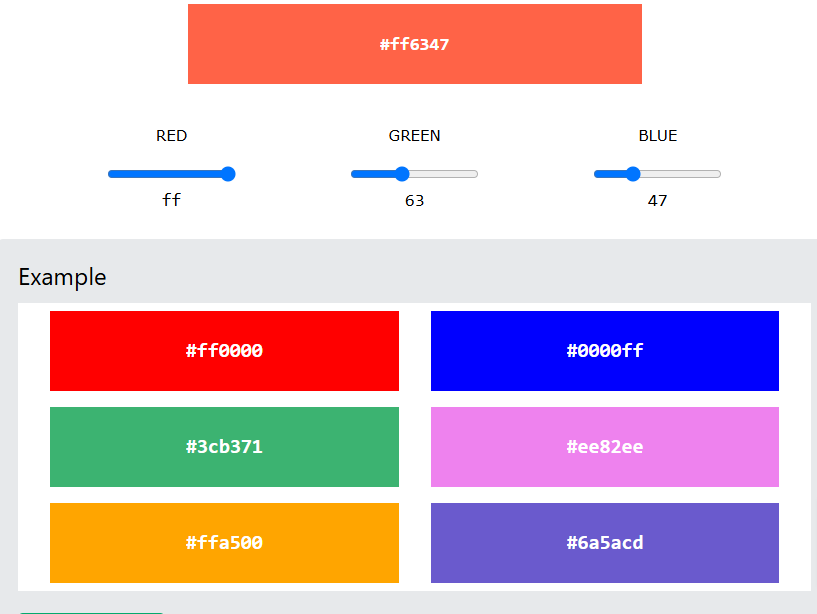 #ff6347
RED GREEN BLUE
ff 63 47
Example
#ff0000 #0000ff
#3cb371 #ee82ee
#ffa500 #6a5acd